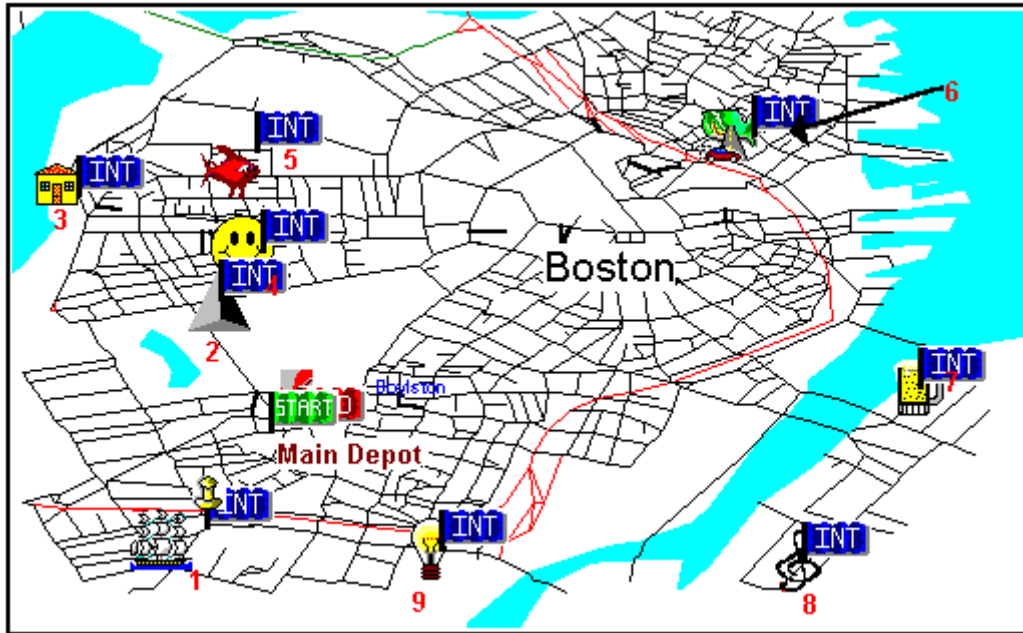 INT
6
INT
5
INT
3
INT
INT
4
2
Boston
INT
7
Boylston
START D
Main Depot
INT
INT
INT
1
9
8